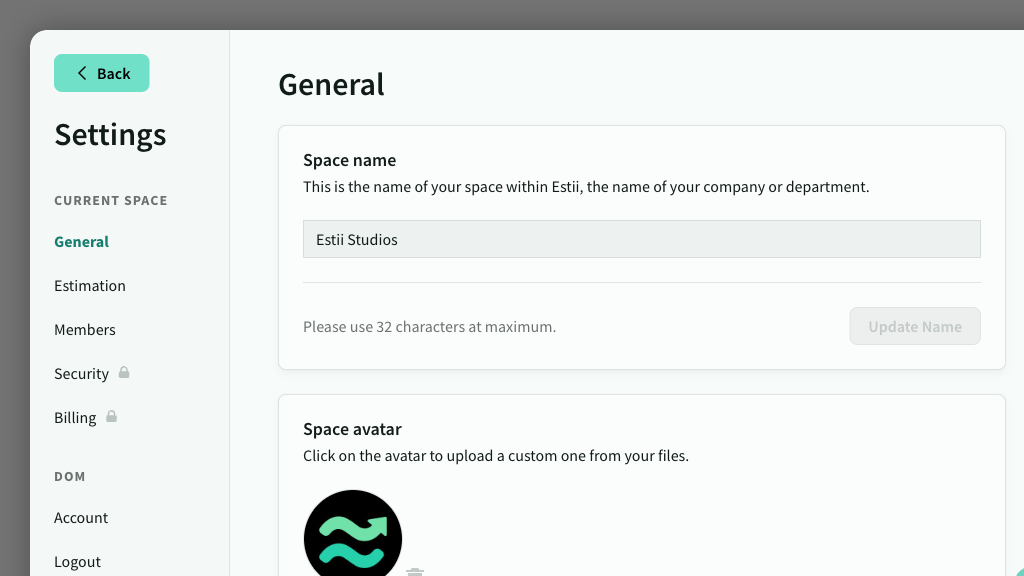 Back
Settings
CURRENT SPACE
General
Estimation
Members
Security
Billing
DOM
Account
Logout
General
Space name
This is the name of your space within Estii, the name of your company or department.
Estii Studios
Please use 32 characters at maximum.
Update Name
Space avatar
Click on the avatar to upload a custom one from your files.